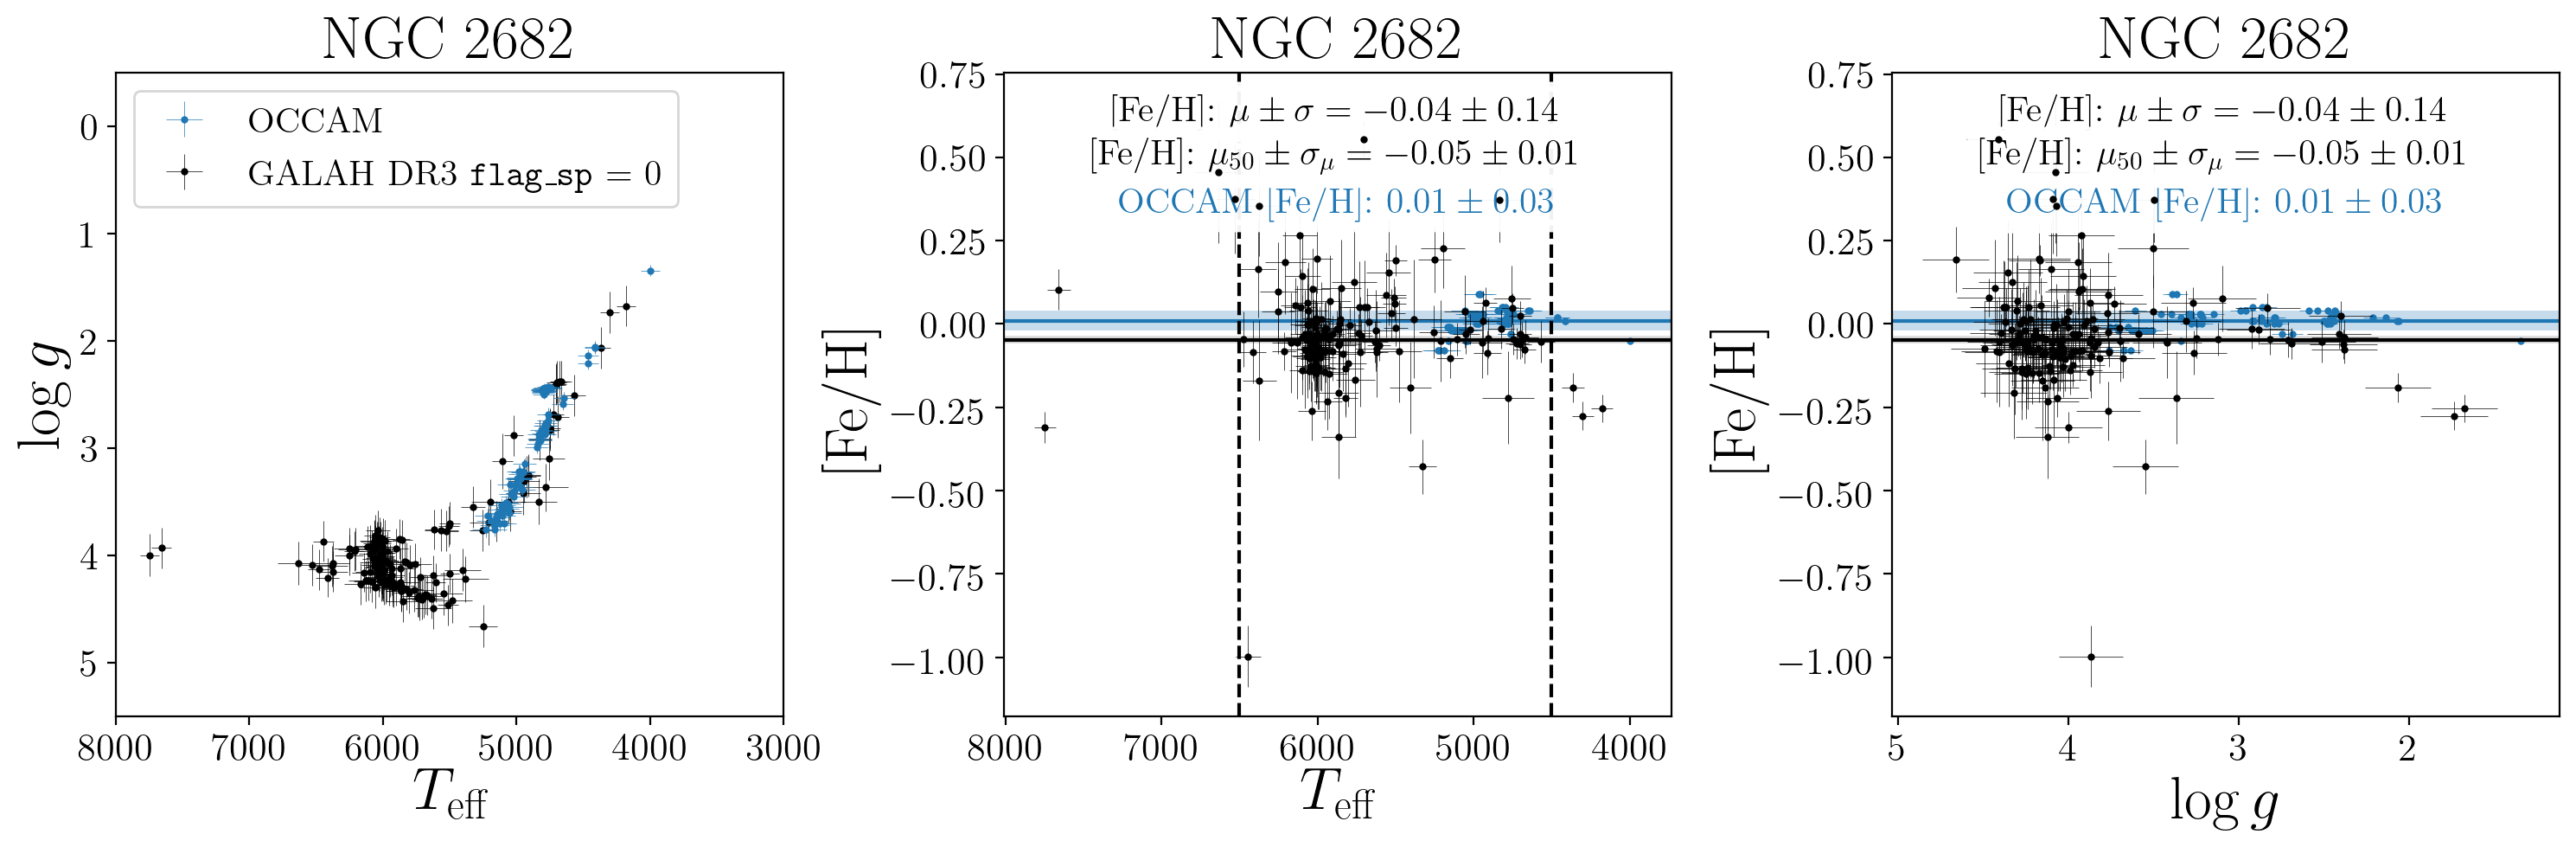 NGC 2682
OCCAM
GALAH DR3 flag_sp = 0
0
1
2
3
4
5
log g
8000 7000 6000 5000 4000 3000
T_eff
NGC 2682
[Fe/H]: μ ± σ = −0.04 ± 0.14
[Fe/H]: μ₅₀ ± σ_μ = −0.05 ± 0.01
OCCAM [Fe/H]: 0.01 ± 0.03
0.75
0.50
0.25
0.00
−0.25
−0.50
−0.75
−1.00
[Fe/H]
8000 7000 6000 5000 4000
T_eff
NGC 2682
[Fe/H]: μ ± σ = −0.04 ± 0.14
[Fe/H]: μ₅₀ ± σ_μ = −0.05 ± 0.01
OCCAM [Fe/H]: 0.01 ± 0.03
0.75
0.50
0.25
0.00
−0.25
−0.50
−0.75
−1.00
[Fe/H]
5 4 3 2
log g